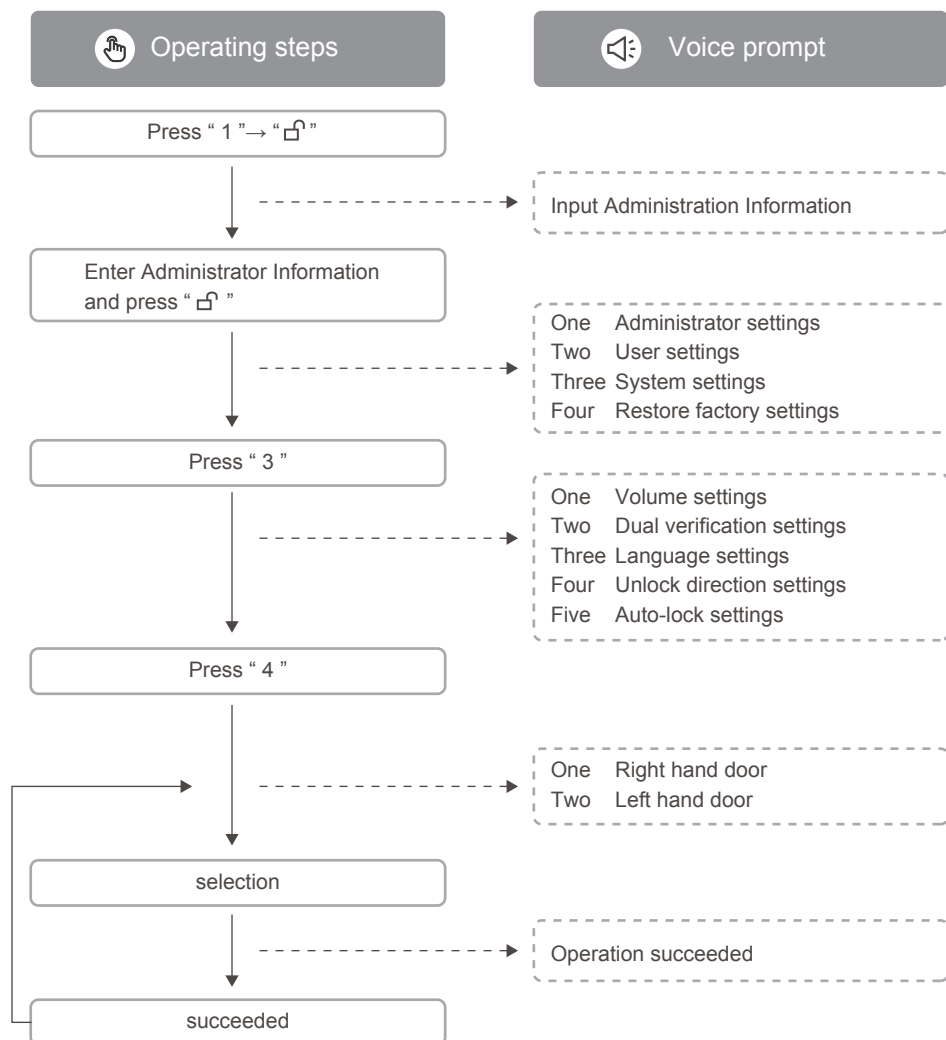 Operating steps
Voice prompt
Press “ 1 ”→ “ ”
Input Administration Information
Enter Administrator Information
and press “ ”
One Administrator settings
Two User settings
Three System settings
Four Restore factory settings
Press “ 3 ”
One Volume settings
Two Dual verification settings
Three Language settings
Four Unlock direction settings
Five Auto-lock settings
Press “ 4 ”
One Right hand door
Two Left hand door
selection
Operation succeeded
succeeded